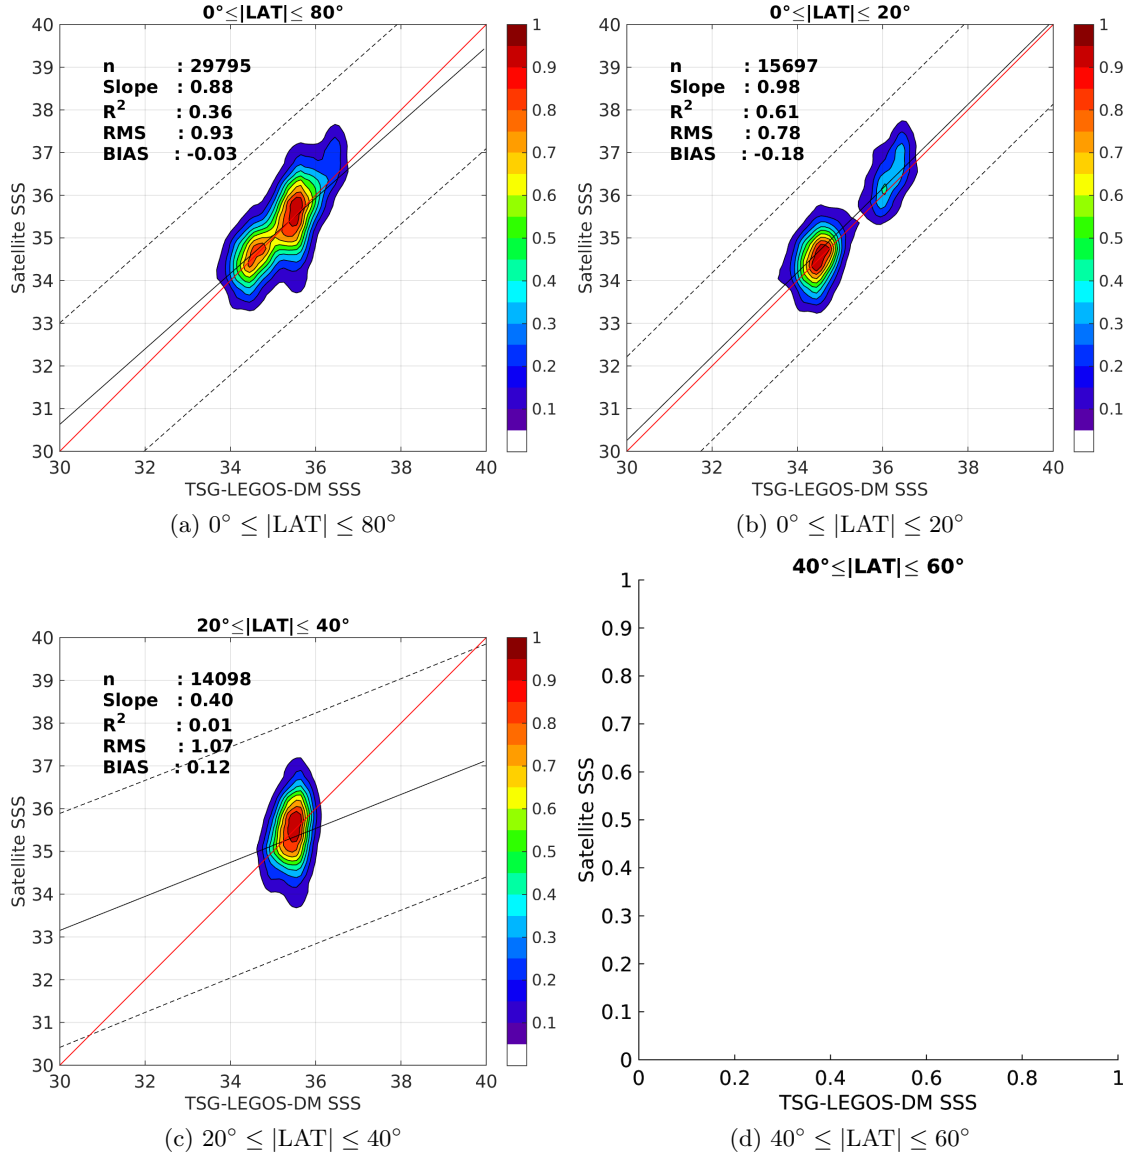 0°≤|LAT|≤ 80°
n : 29795
Slope : 0.88
R² : 0.36
RMS : 0.93
BIAS : -0.03
40
39
38
37
36
35
34
33
32
31
30
Satellite SSS
30 32 34 36 38 40
TSG-LEGOS-DM SSS
1
0.9
0.8
0.7
0.6
0.5
0.4
0.3
0.2
0.1
(a) 0° ≤ |LAT| ≤ 80°
0°≤|LAT|≤ 20°
n : 15697
Slope : 0.98
R² : 0.61
RMS : 0.78
BIAS : -0.18
40
39
38
37
36
35
34
33
32
31
30
Satellite SSS
30 32 34 36 38 40
TSG-LEGOS-DM SSS
1
0.9
0.8
0.7
0.6
0.5
0.4
0.3
0.2
0.1
(b) 0° ≤ |LAT| ≤ 20°
20°≤|LAT|≤ 40°
n : 14098
Slope : 0.40
R² : 0.01
RMS : 1.07
BIAS : 0.12
40
39
38
37
36
35
34
33
32
31
30
Satellite SSS
30 32 34 36 38 40
TSG-LEGOS-DM SSS
1
0.9
0.8
0.7
0.6
0.5
0.4
0.3
0.2
0.1
(c) 20° ≤ |LAT| ≤ 40°
40°≤|LAT|≤ 60°
1
0.9
0.8
0.7
0.6
0.5
0.4
0.3
0.2
0.1
0
Satellite SSS
0 0.2 0.4 0.6 0.8 1
TSG-LEGOS-DM SSS
(d) 40° ≤ |LAT| ≤ 60°